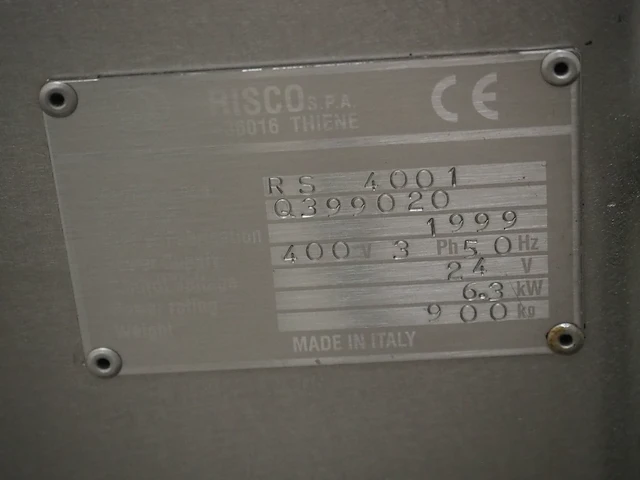 RISCO S.P.A
36016 THIENE
CE
RS 4001
Q399020
1999
400 V 3 Ph 50 Hz
24 V
6.3 kW
Weight 900 kg
MADE IN ITALY